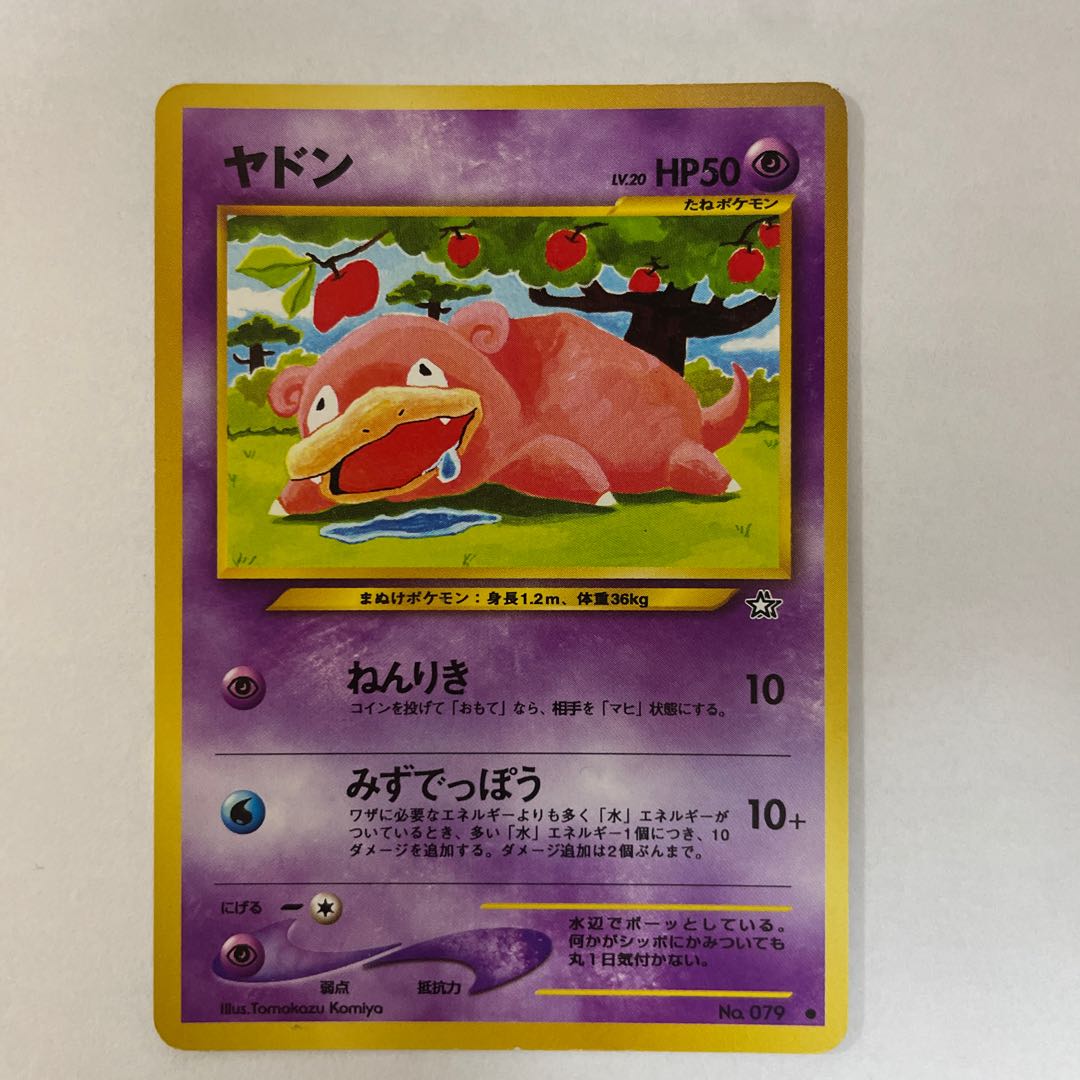 ヤドン
LV.20 HP50
たねポケモン
まぬけポケモン：身長1.2m、体重36kg
ねんりき 10
コインを投げて「おもて」なら、相手を「マヒ」状態にする。
みずでっぽう 10+
ワザに必要なエネルギーよりも多く「水」エネルギーが
ついているとき、多い「水」エネルギー1個につき、10
ダメージを追加する。ダメージ追加は2個ぶんまで。
にげる
弱点 抵抗力
水辺でボーッとしている。
何かがシッポにかみついても
丸1日気付かない。
Illus.Tomokazu Komiya
No. 079